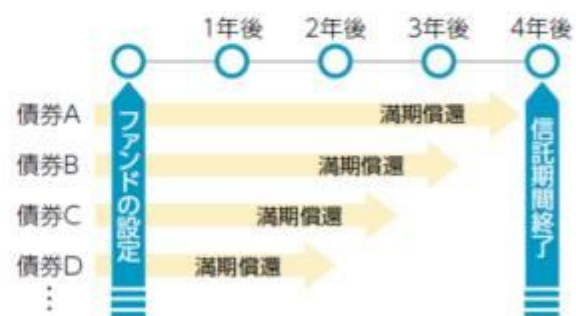 1年後 2年後 3年後 4年後
債券A 満期償還
債券B 満期償還
債券C 満期償還
債券D 満期償還
⋮
ファンドの設定
信託期間終了